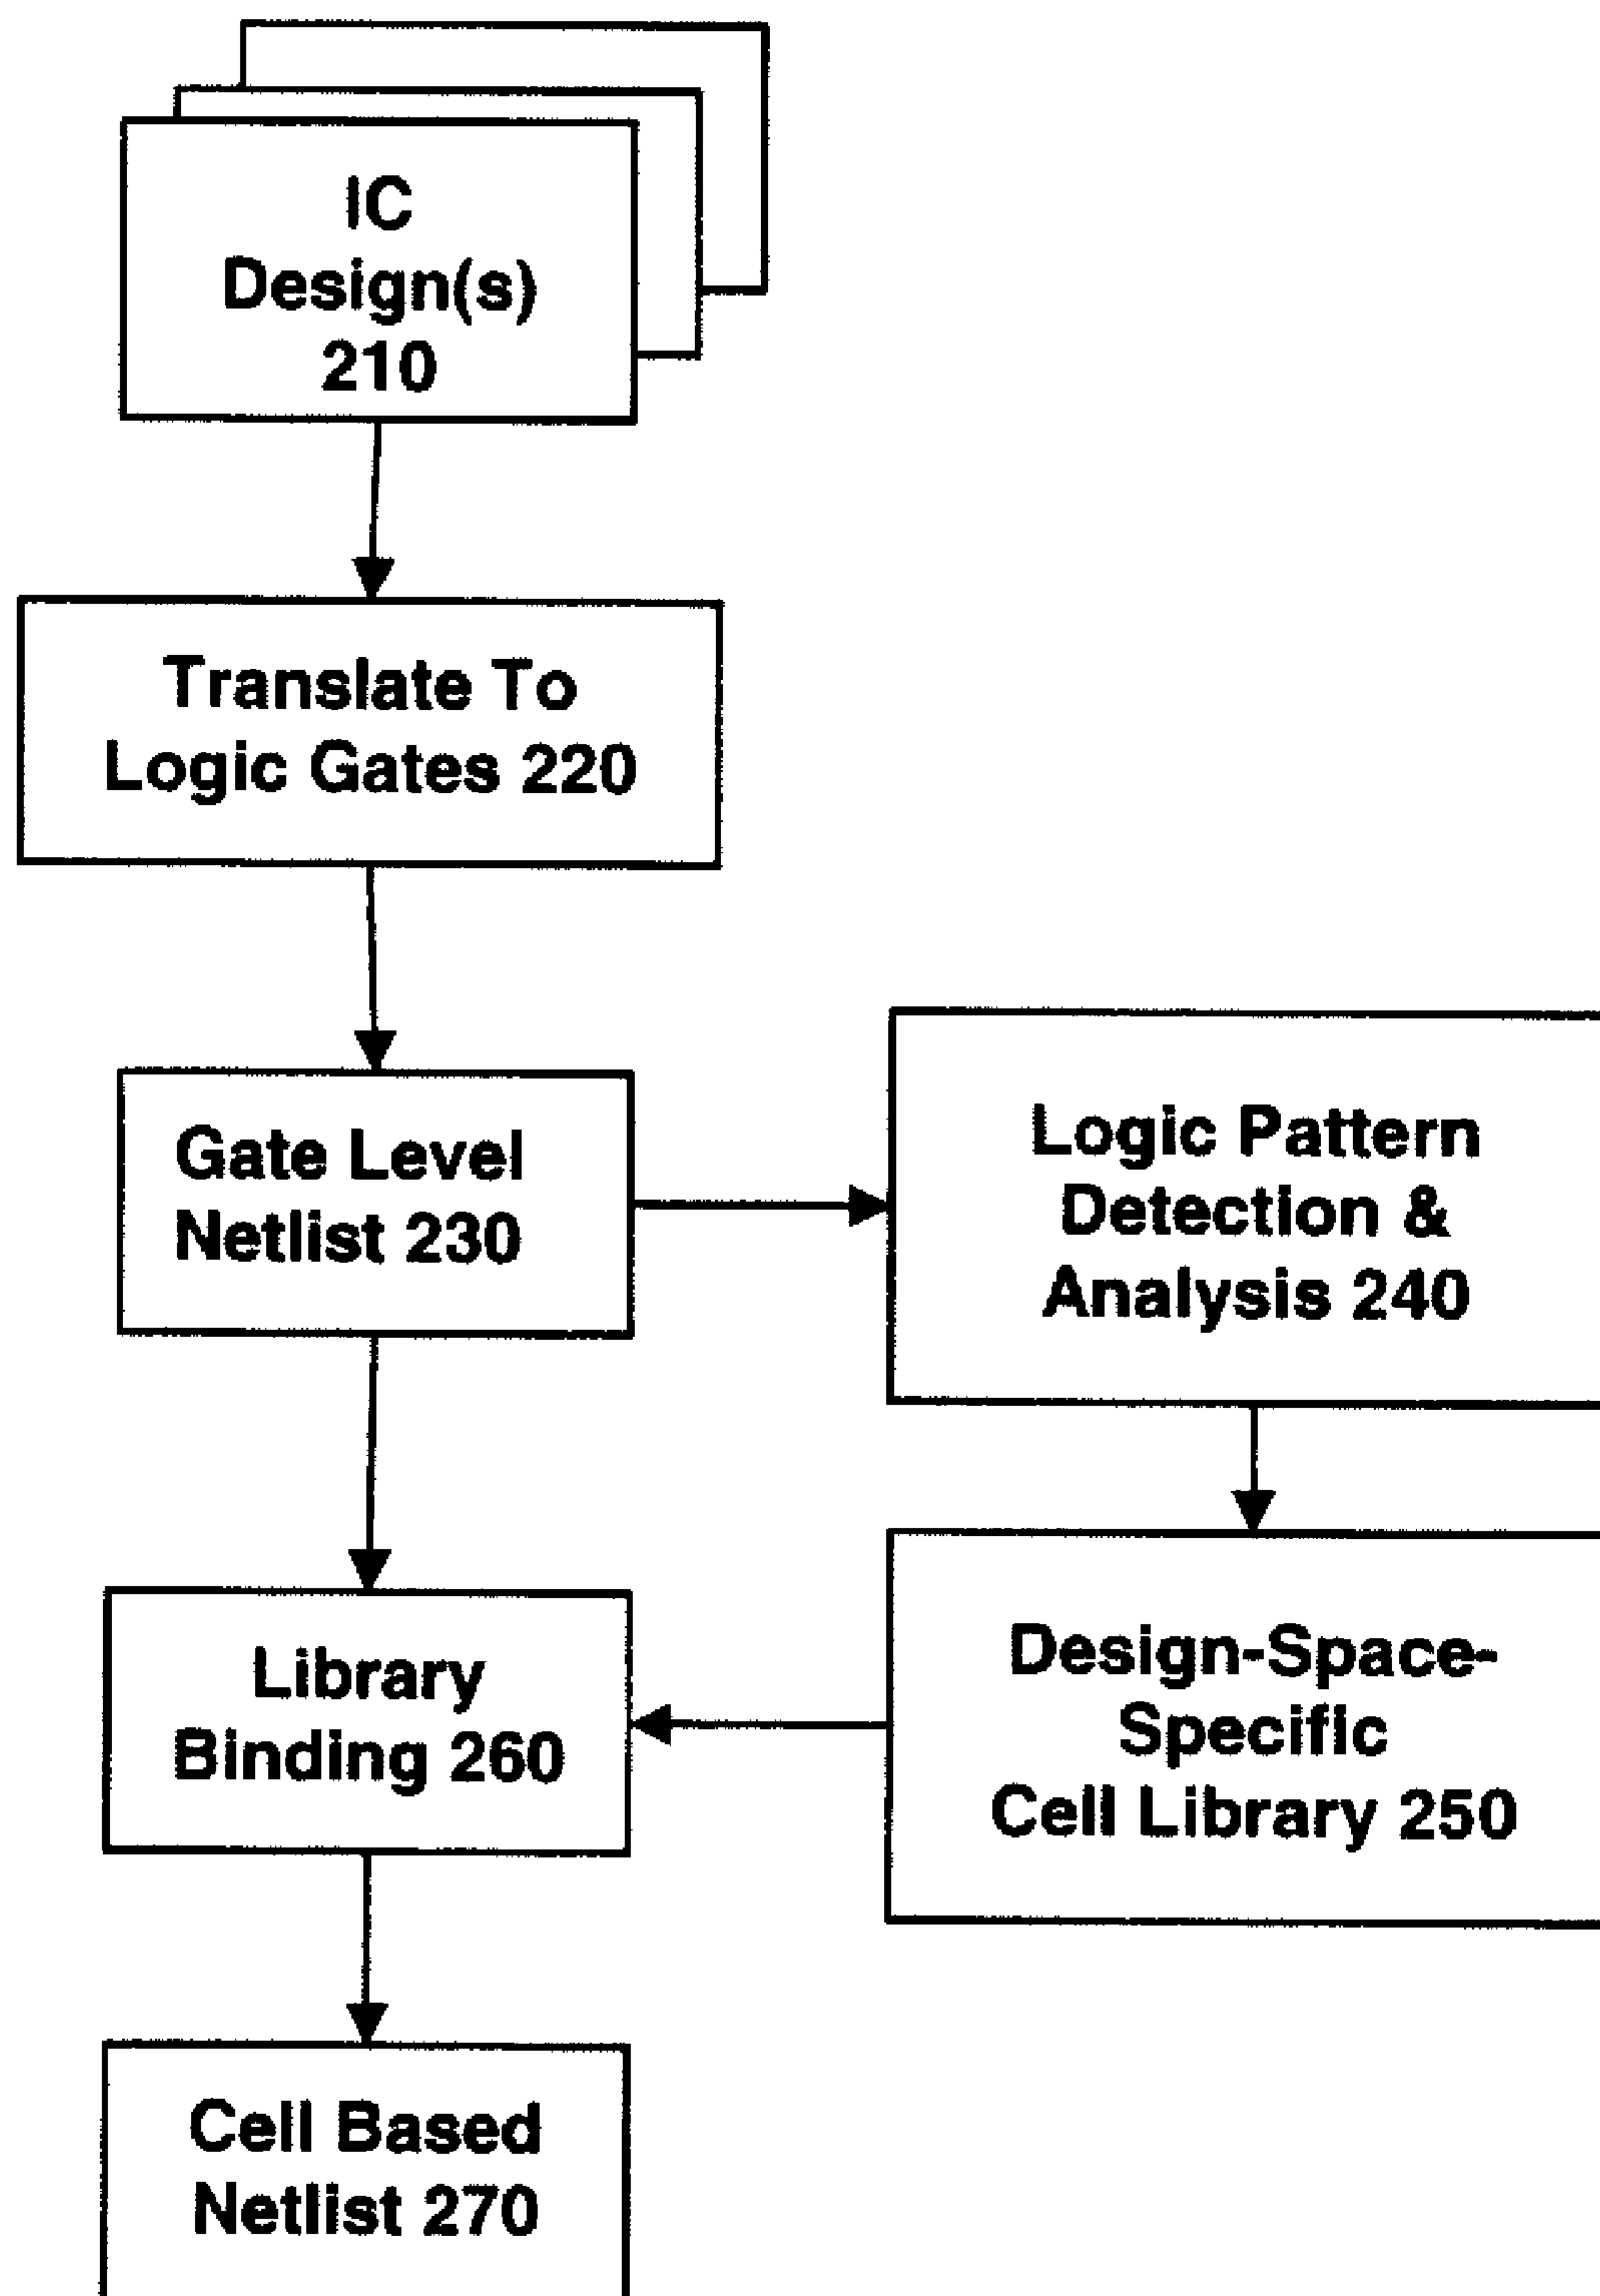 IC
Design(s)
210
Translate To
Logic Gates 220
Gate Level
Netlist 230
Logic Pattern
Detection &
Analysis 240
Library
Binding 260
Design-Space-
Specific
Cell Library 250
Cell Based
Netlist 270